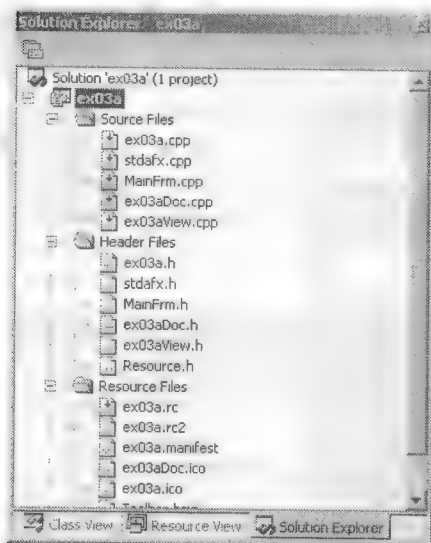 Solution Explorer - ex03a
Solution 'ex03a' (1 project)
ex03a
Source Files
ex03a.cpp
stdafx.cpp
MainFrm.cpp
ex03aDoc.cpp
ex03aView.cpp
Header Files
ex03a.h
stdafx.h
MainFrm.h
ex03aDoc.h
ex03aView.h
Resource.h
Resource Files
ex03a.rc
ex03a.rc2
ex03a.manifest
ex03aDoc.ico
ex03a.ico
Class View Resource View Solution Explorer